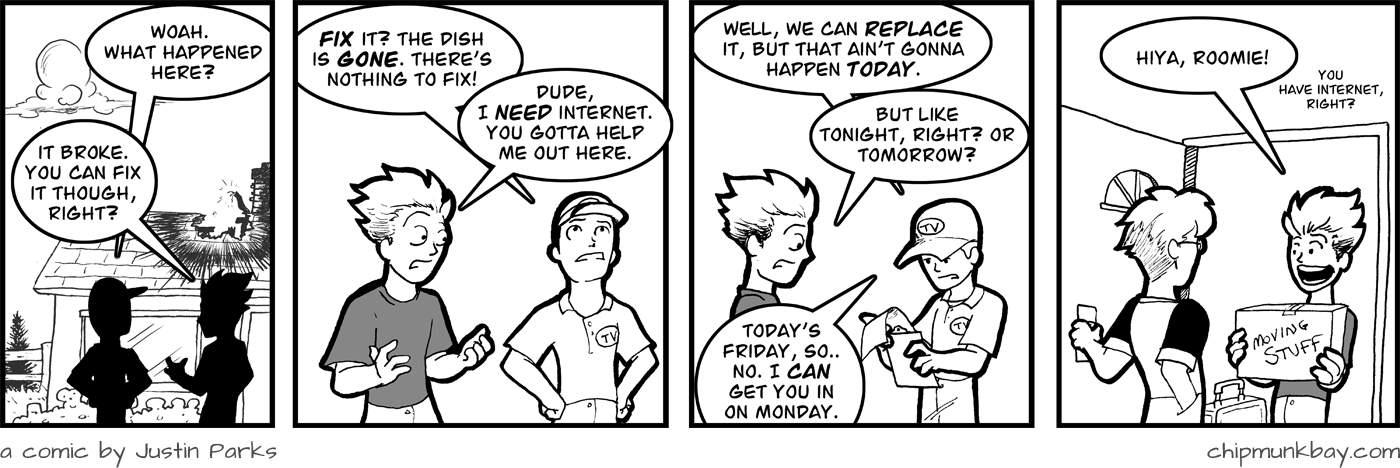 WOAH.
WHAT HAPPENED
HERE?
IT BROKE.
YOU CAN FIX
IT THOUGH,
RIGHT?
FIX IT? THE DISH
IS GONE. THERE'S
NOTHING TO FIX!
DUDE,
I NEED INTERNET.
YOU GOTTA HELP
ME OUT HERE.
TV
WELL, WE CAN REPLACE
IT, BUT THAT AIN'T GONNA
HAPPEN TODAY.
BUT LIKE
TONIGHT, RIGHT? OR
TOMORROW?
TV
TV
TODAY'S
FRIDAY, SO..
NO. I CAN
GET YOU IN
ON MONDAY.
HIYA, ROOMIE!
YOU
HAVE INTERNET,
RIGHT?
MOVING
STUFF
a comic by Justin Parks
chipmunkbay.com